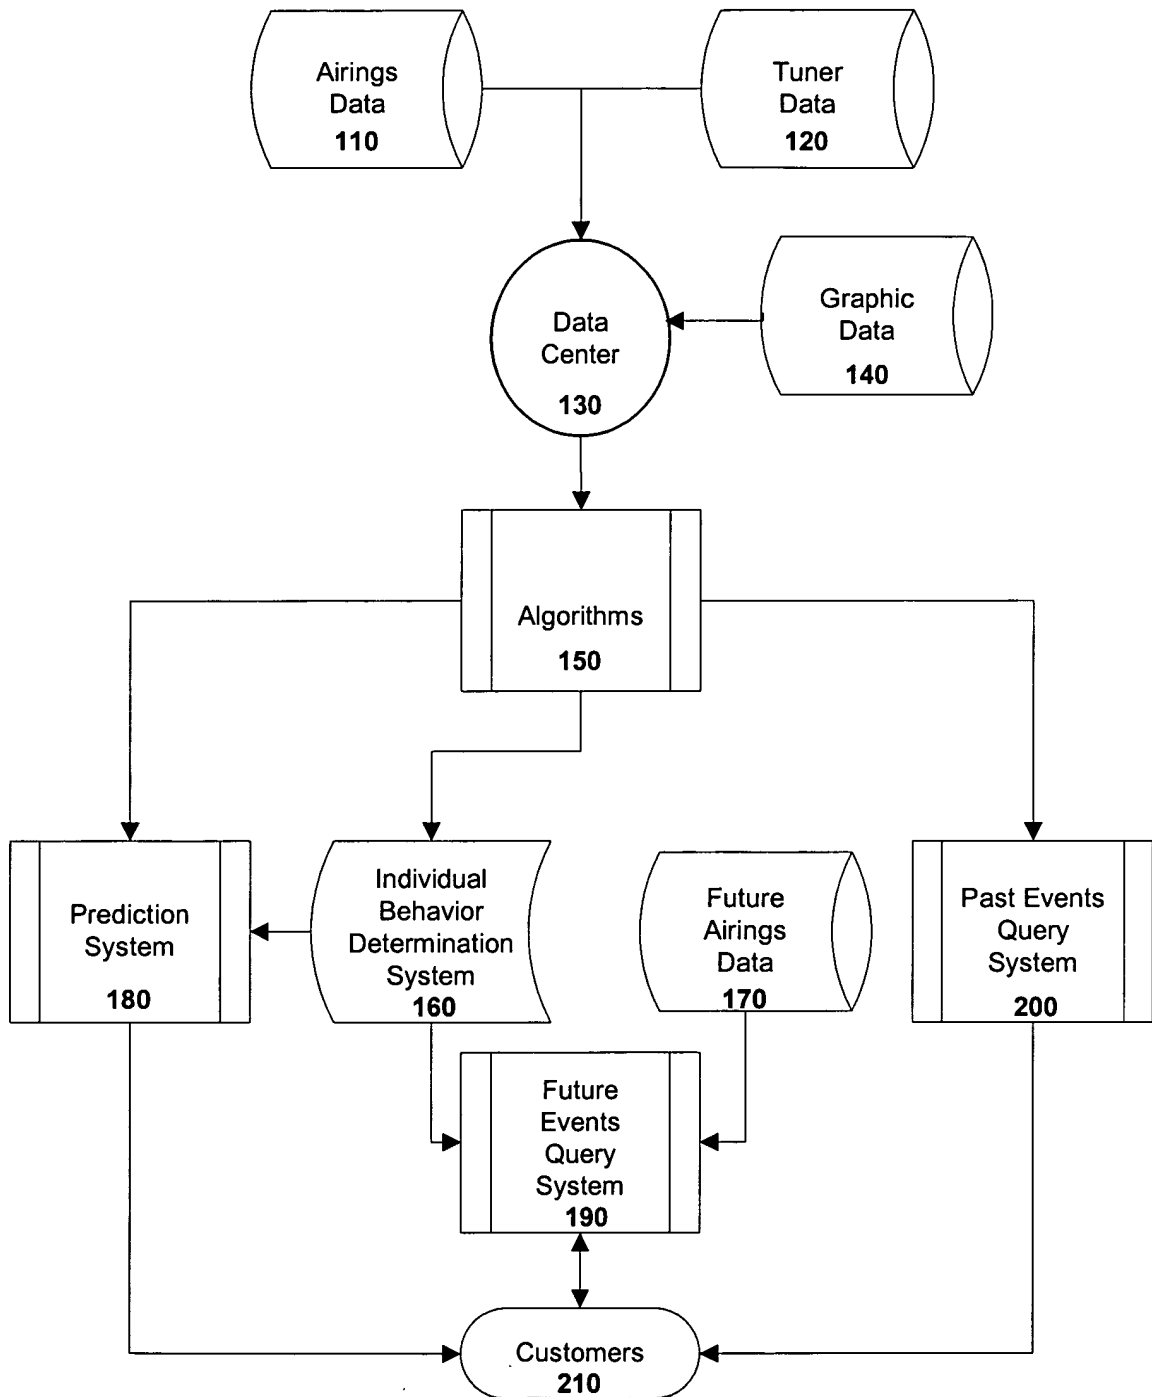 Airings
Data
110
Tuner
Data
120
Data
Center
130
Graphic
Data
140
Algorithms
150
Prediction
System
180
Individual
Behavior
Determination
System
160
Future
Airings
Data
170
Past Events
Query
System
200
Future
Events
Query
System
190
Customers
210